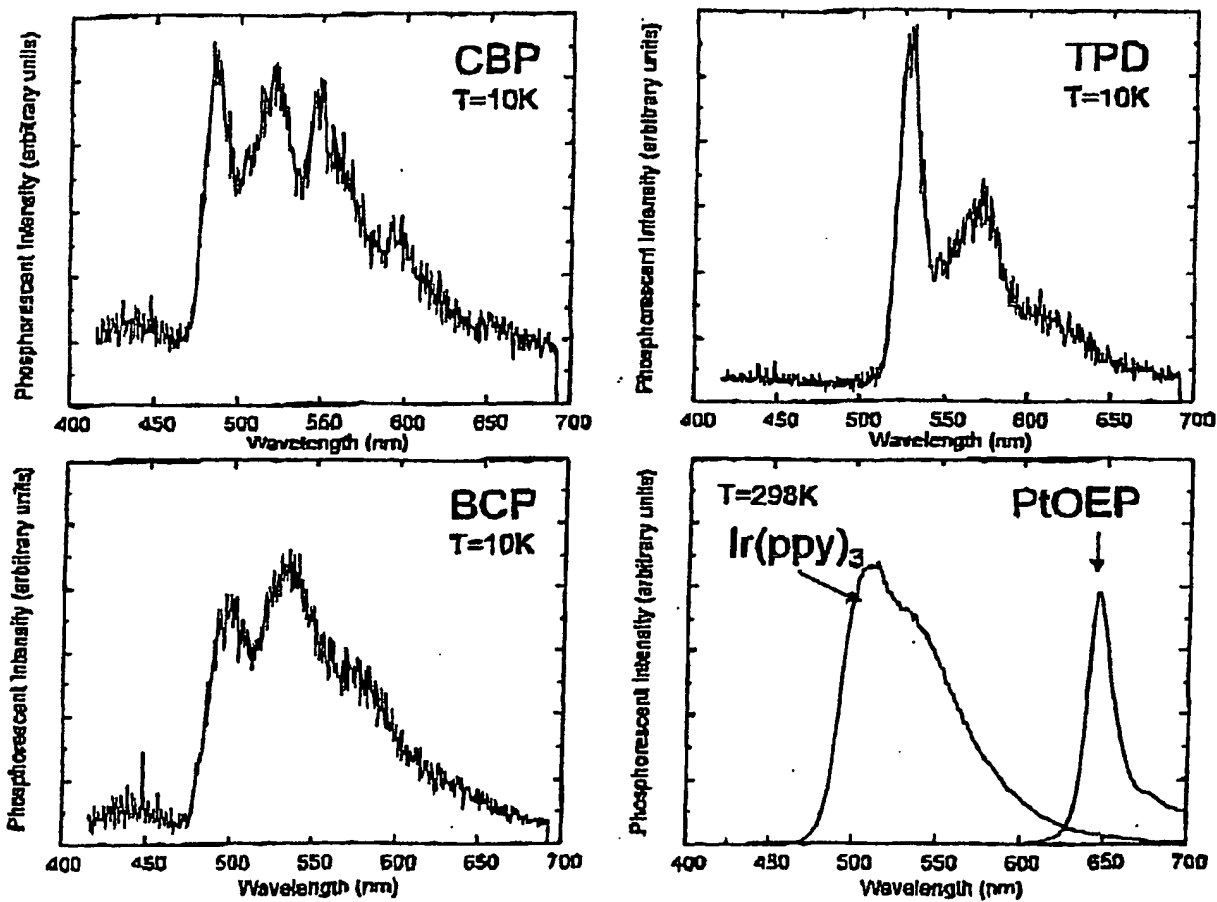 Phosphorescent Intensity (arbitrary units)
CBP
T=10K
400 450 500 550 600 650 700
Wavelength (nm)
Phosphorescent Intensity (arbitrary units)
TPD
T=10K
400 450 500 550 600 650 700
Wavelength (nm)
Phosphorescent Intensity (arbitrary units)
BCP
T=10K
400 450 500 550 600 650 700
Wavelength (nm)
Phosphorescent Intensity (arbitrary units)
T=298K
PtOEP
Ir(ppy)3
400 450 500 550 600 650 700
Wavelength (nm)